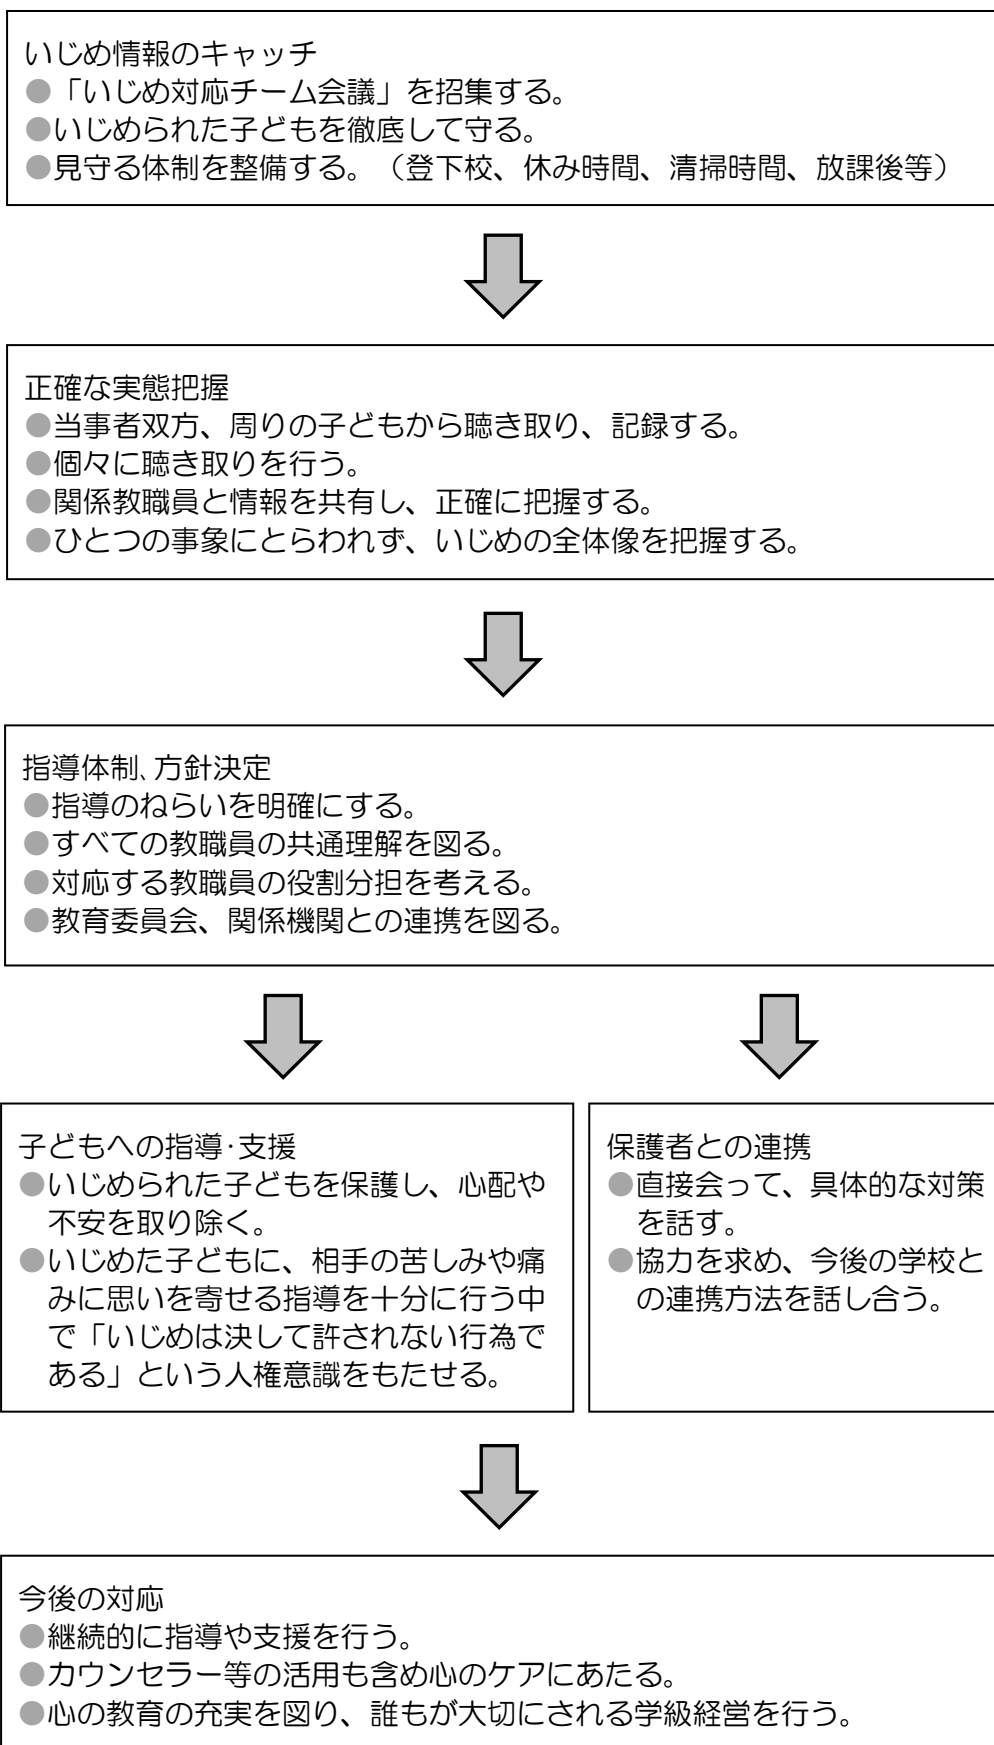 いじめ情報のキャッチ
●「いじめ対応チーム会議」を招集する。
●いじめられた子どもを徹底して守る。
●見守る体制を整備する。（登下校、休み時間、清掃時間、放課後等）
正確な実態把握
●当事者双方、周りの子どもから聴き取り、記録する。
●個々に聴き取りを行う。
●関係教職員と情報を共有し、正確に把握する。
●ひとつの事象にとらわれず、いじめの全体像を把握する。
指導体制、方針決定
●指導のねらいを明確にする。
●すべての教職員の共通理解を図る。
●対応する教職員の役割分担を考える。
●教育委員会、関係機関との連携を図る。
子どもへの指導・支援
●いじめられた子どもを保護し、心配や
不安を取り除く。
●いじめた子どもに、相手の苦しみや痛
みに思いを寄せる指導を十分に行う中
で「いじめは決して許されない行為で
ある」という人権意識をもたせる。
保護者との連携
●直接会って、具体的な対策
を話す。
●協力を求め、今後の学校と
の連携方法を話し合う。
今後の対応
●継続的に指導や支援を行う。
●カウンセラー等の活用も含め心のケアにあたる。
●心の教育の充実を図り、誰もが大切にされる学級経営を行う。